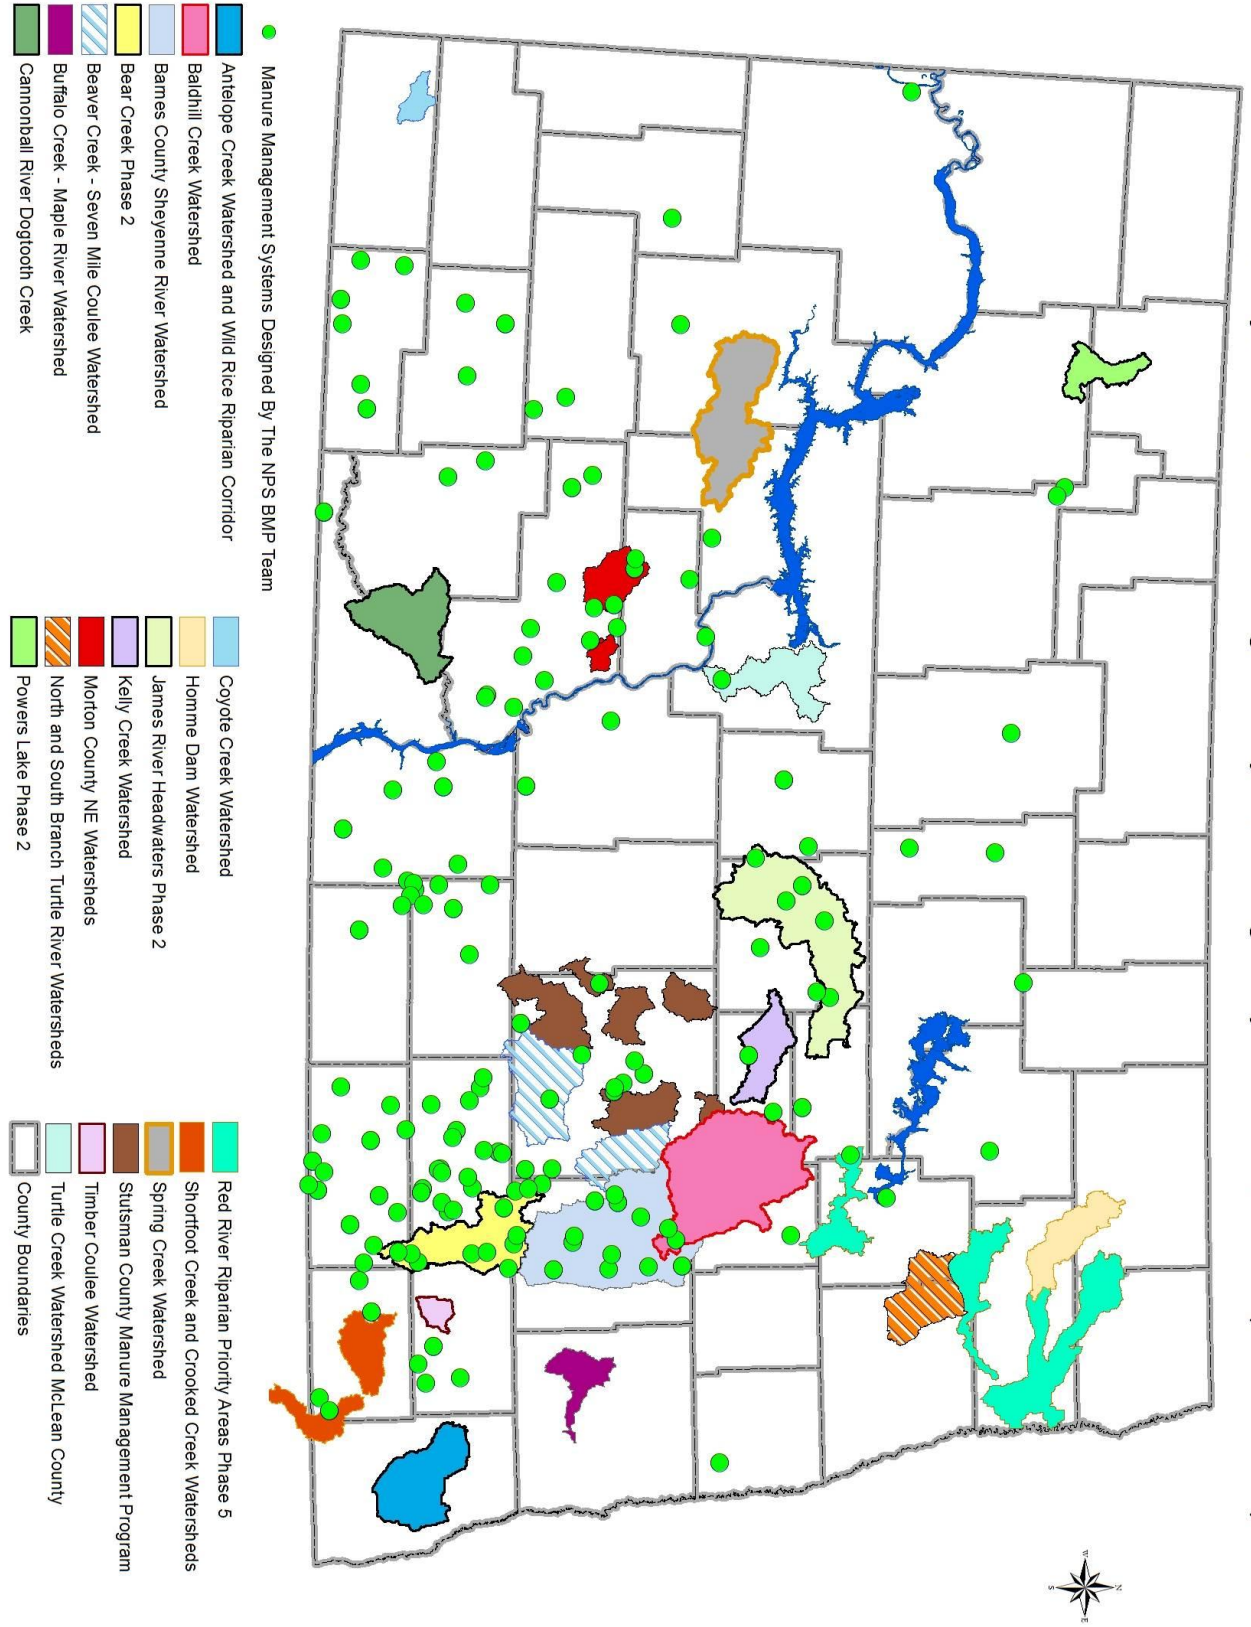 Manure Management Systems Designed By The NPS BMP Team
Antelope Creek Watershed and Wild Rice Riparian Corridor
Baldhill Creek Watershed
Barnes County Sheyenne River Watershed
Bear Creek Phase 2
Beaver Creek - Seven Mile Coulee Watershed
Buffalo Creek - Maple River Watershed
Cannonball River Dogtooth Creek
Coyote Creek Watershed
Homme Dam Watershed
James River Headwaters Phase 2
Kelly Creek Watershed
Morton County NE Watersheds
North and South Branch Turtle River Watersheds
Powers Lake Phase 2
Red River Riparian Priority Areas Phase 5
Shortfoot Creek and Crooked Creek Watersheds
Spring Creek Watershed
Stutsman County Manure Management Program
Timber Coulee Watershed
Turtle Creek Watershed McLean County
County Boundaries
N
W
E
S